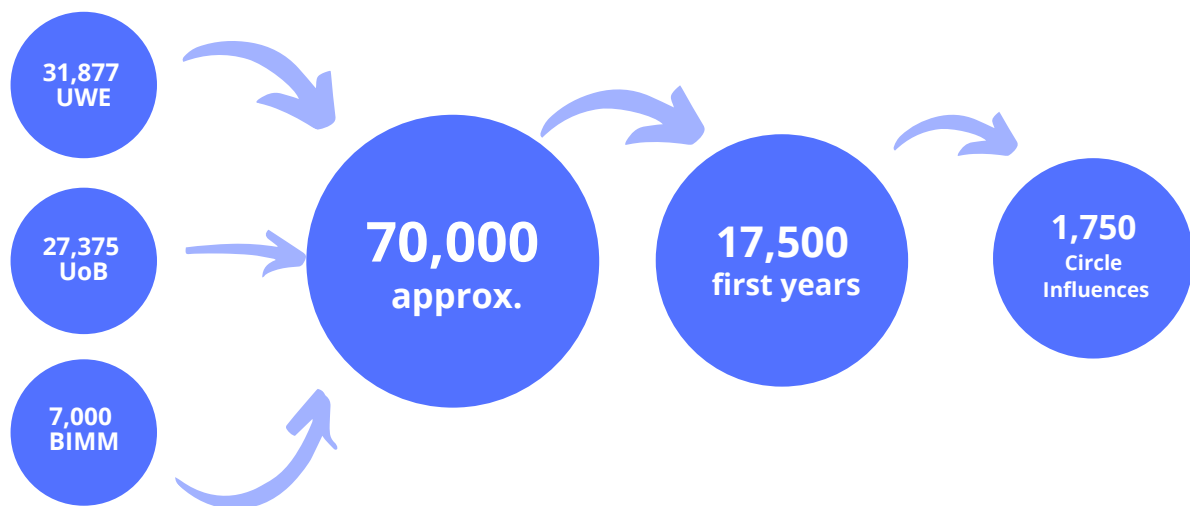 31,877
UWE
27,375
UoB
7,000
BIMM
70,000
approx.
17,500
first years
1,750
Circle
Influences